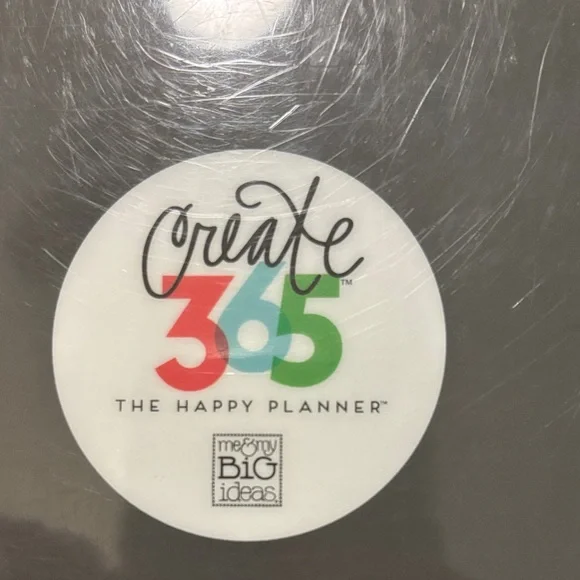 create
365™
THE HAPPY PLANNER™
me&my
BiG
ideas.